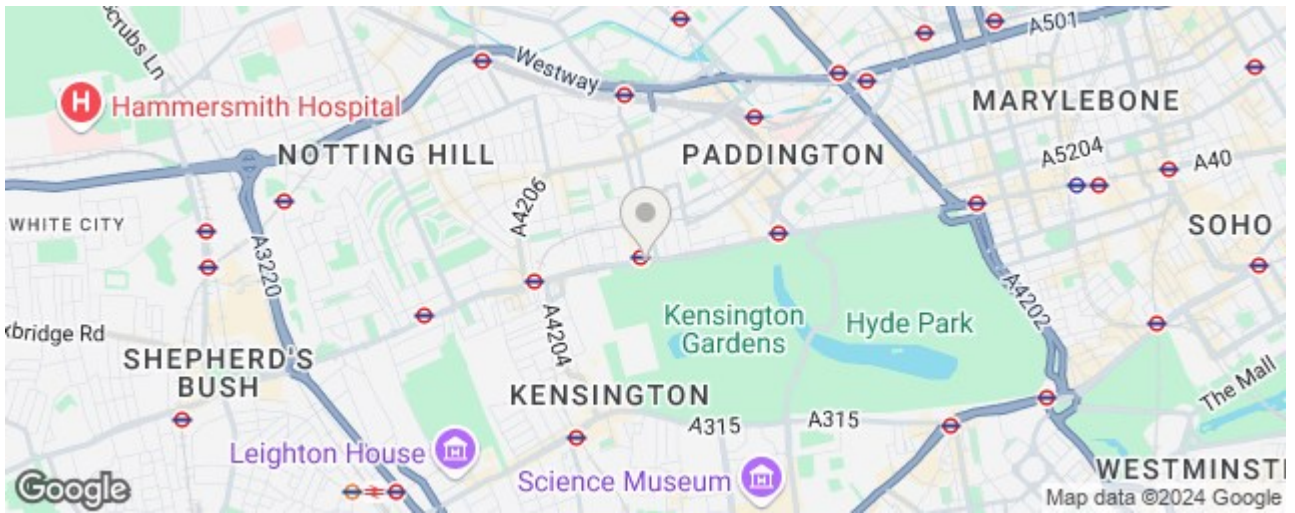 Scrubs Ln
Westway
A501
H
Hammersmith Hospital
MARYLEBONE
NOTTING HILL
PADDINGTON
A5204
A40
A4206
WHITE CITY
SOHO
A3220
A4202
Kensington
Gardens
Hyde Park
A4204
xbridge Rd
SHEPHERD'S
BUSH
The Mall
KENSINGTON
A315
A315
Leighton House
Science Museum
WESTMINST
Google
Map data ©2024 Google